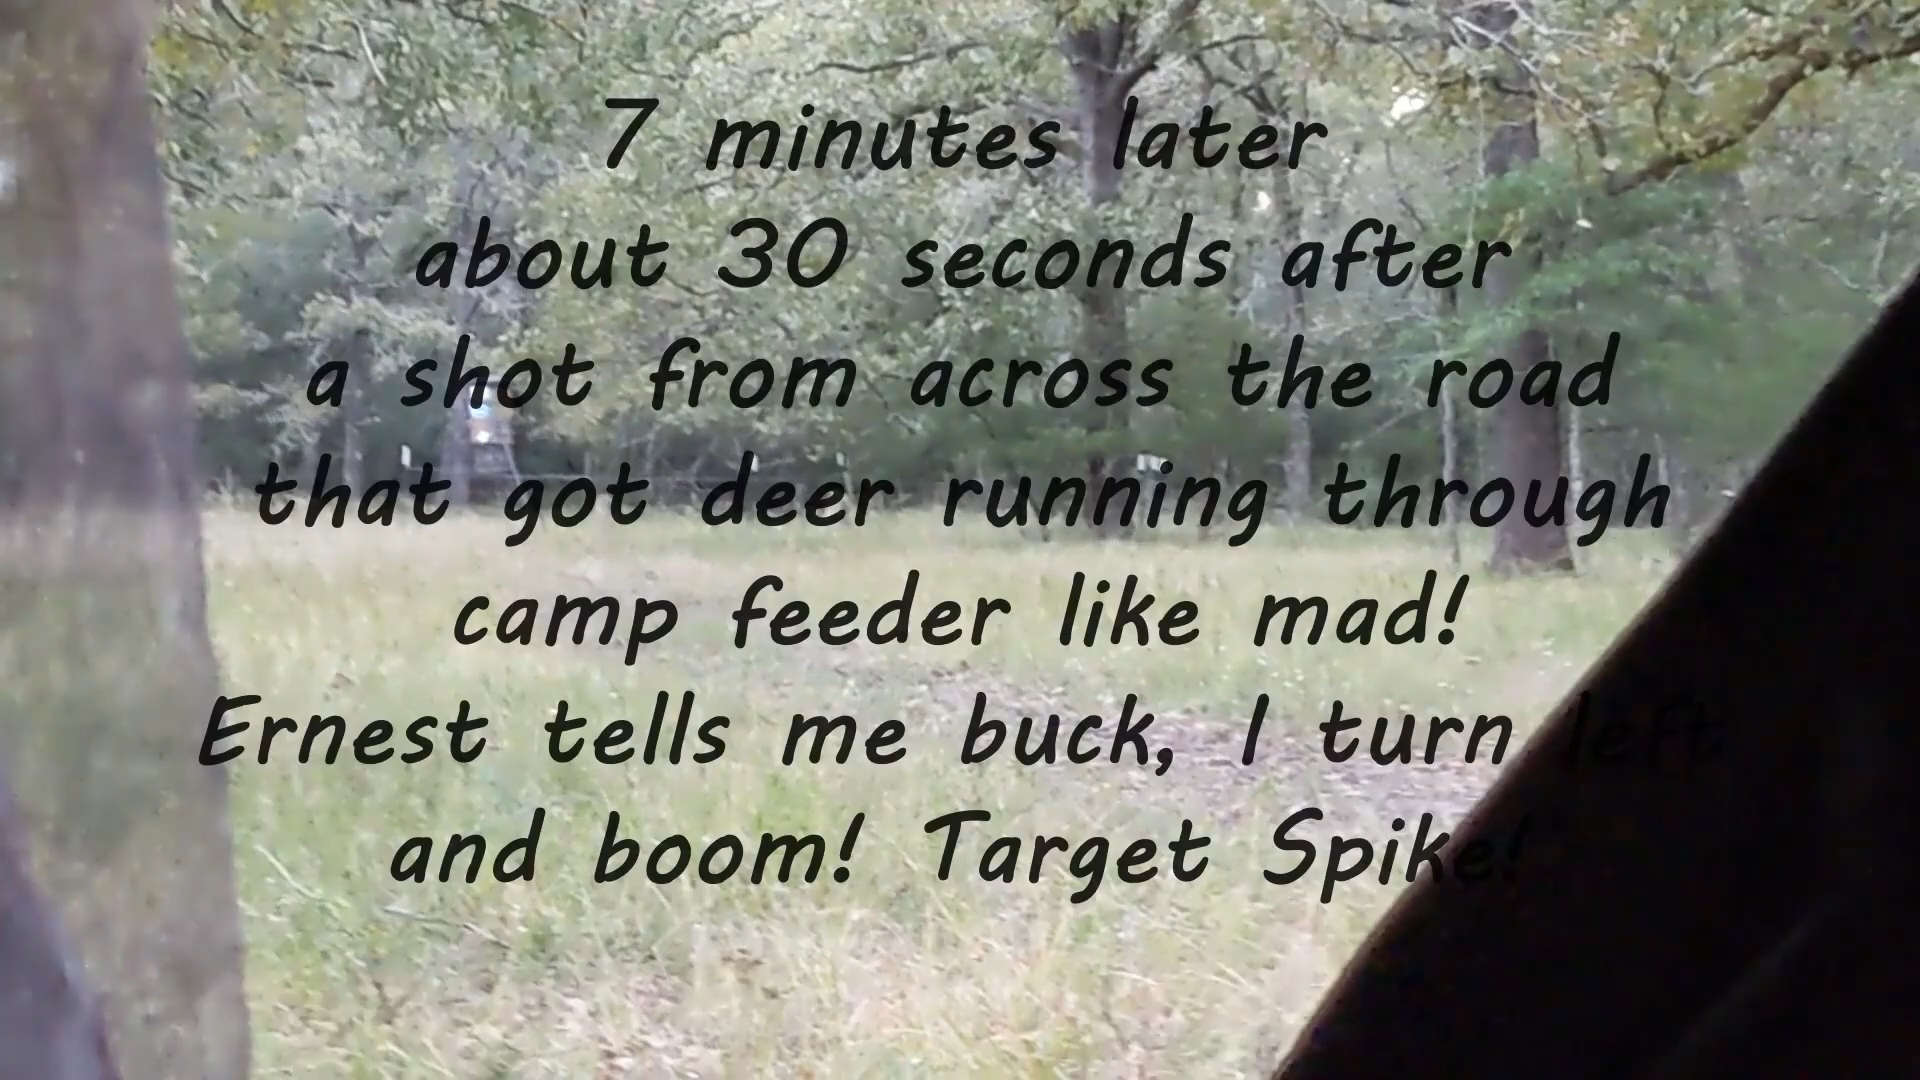 7 minutes later
about 30 seconds after
a shot from across the road
that got deer running through
camp feeder like mad!
Ernest tells me buck, I turn left
and boom! Target Spike!